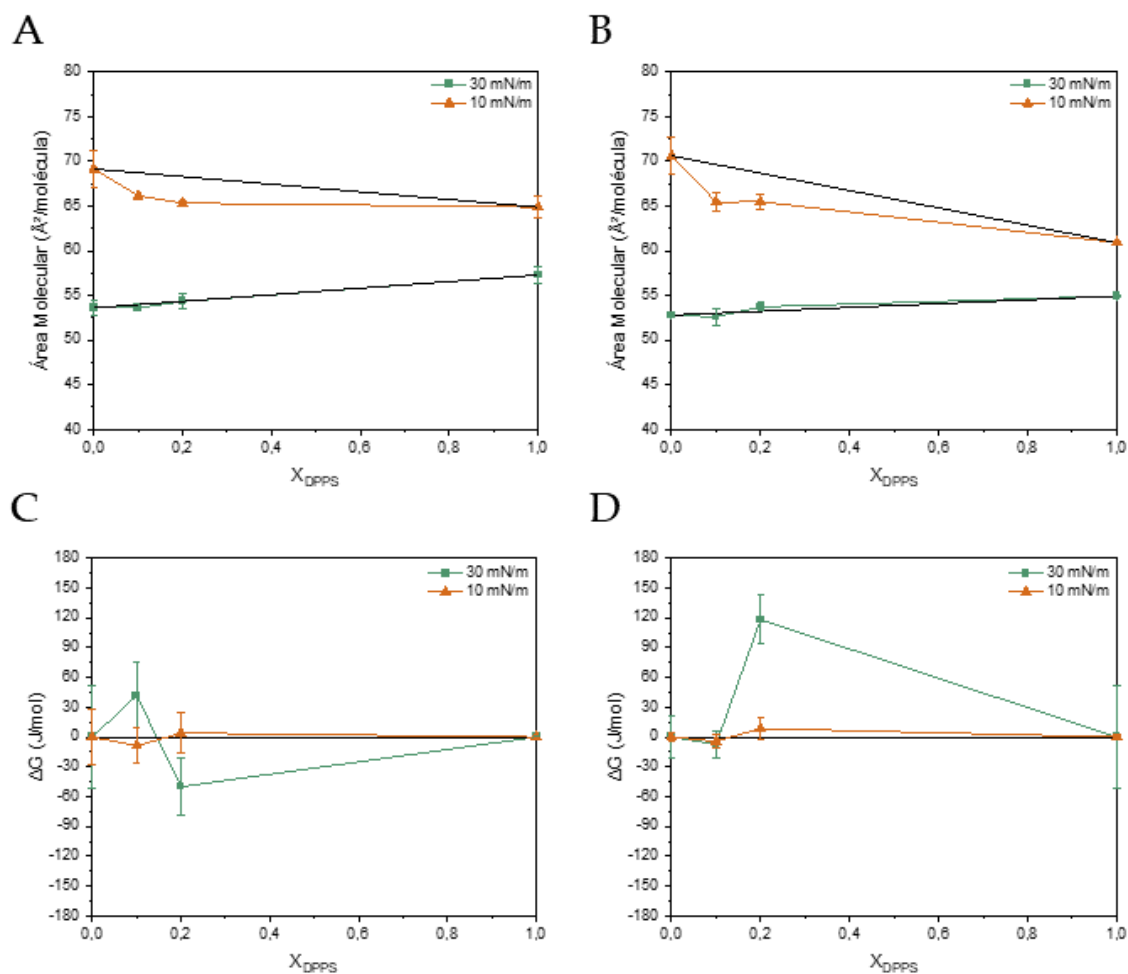 A
80
75
70
65
60
55
50
45
40
Área Molecular (Å²/molécula)
30 mN/m
10 mN/m
0,0 0,2 0,4 0,6 0,8 1,0
X_DPPS
B
80
75
70
65
60
55
50
45
40
Área Molecular (Å²/molécula)
30 mN/m
10 mN/m
0,0 0,2 0,4 0,6 0,8 1,0
X_DPPS
C
180
150
120
90
60
30
0
-30
-60
-90
-120
-150
-180
ΔG (J/mol)
30 mN/m
10 mN/m
0,0 0,2 0,4 0,6 0,8 1,0
X_DPPS
D
180
150
120
90
60
30
0
-30
-60
-90
-120
-150
-180
ΔG (J/mol)
30 mN/m
10 mN/m
0,0 0,2 0,4 0,6 0,8 1,0
X_DPPS